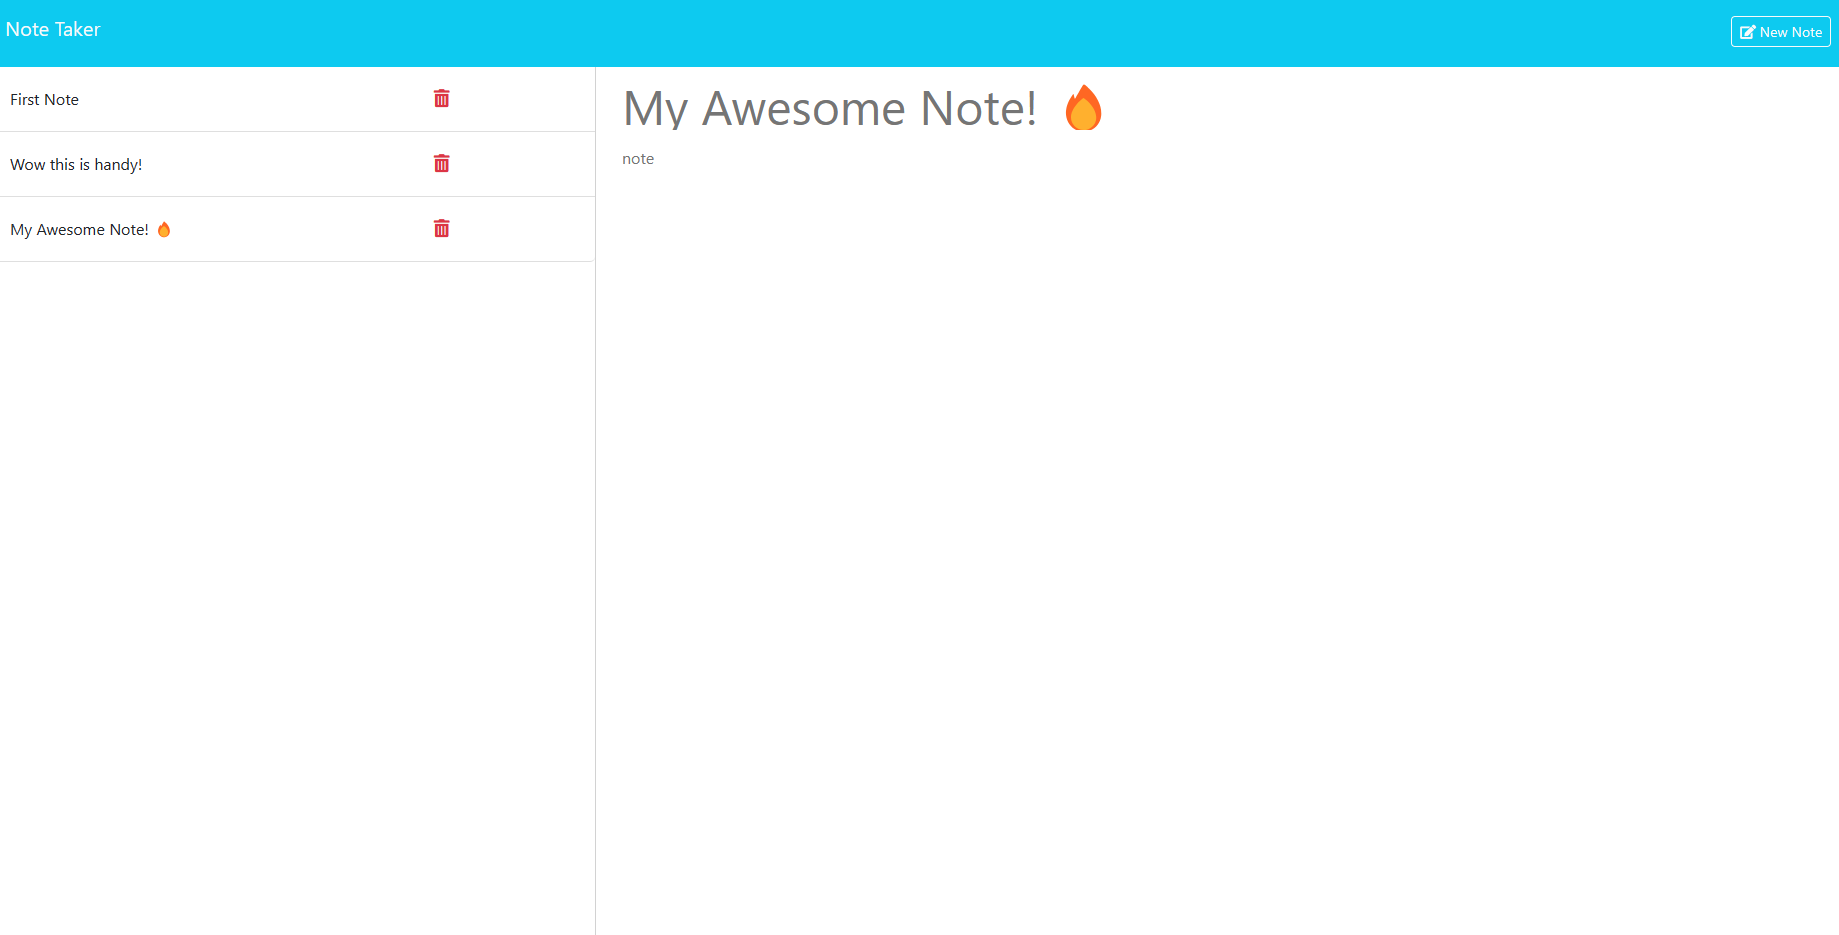 Note Taker
New Note
First Note
Wow this is handy!
My Awesome Note! 🔥
My Awesome Note! 🔥
note